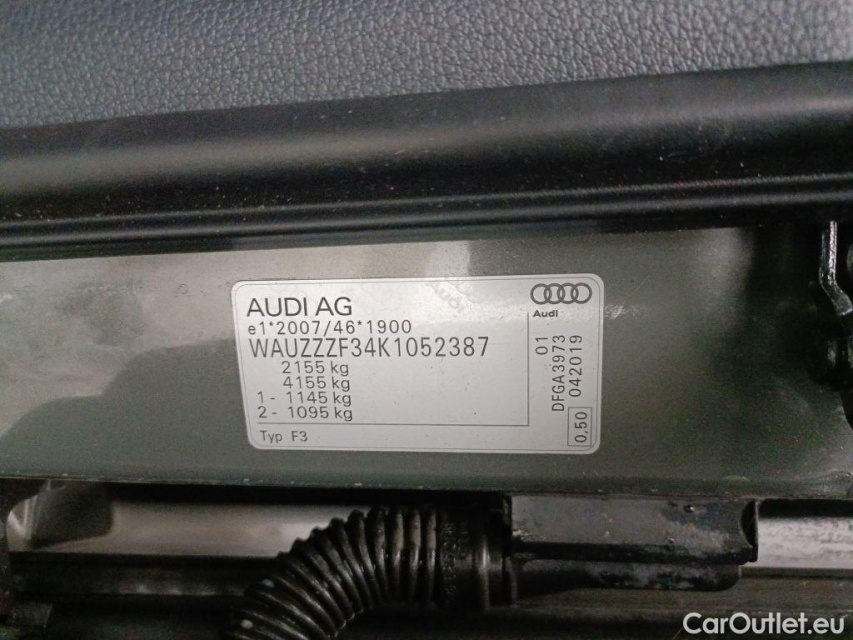 AUDI AG
e1*2007/46*1900
WAUZZZF34K1052387
2155 kg
4155 kg
1 - 1145 kg
2 - 1095 kg
Typ F3
Audi
01
DFGA3973
042019
0,50
CarOutlet.eu